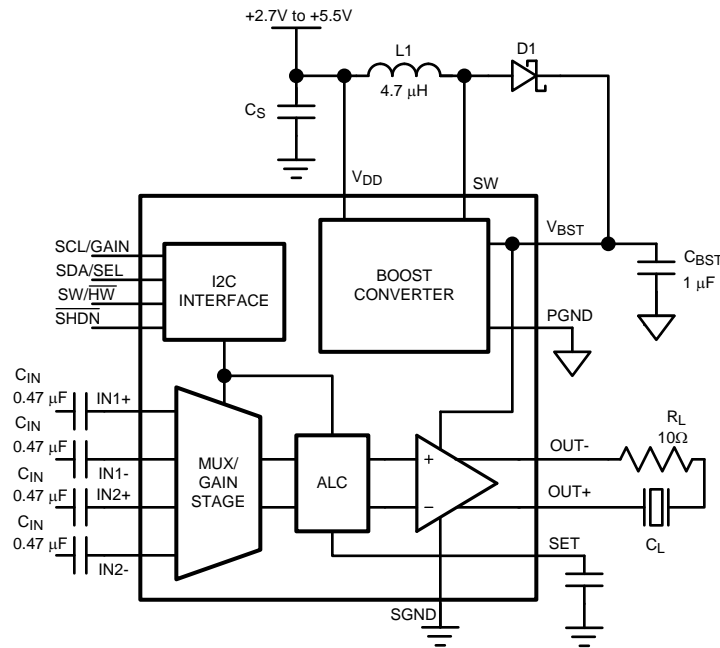 +2.7V to +5.5V
L1
D1
4.7 μH
CS
VDD
SW
VBST
SCL/GAIN
SDA/SEL
SW/HW
SHDN
I2C
INTERFACE
BOOST
CONVERTER
CBST
1 μF
PGND
CIN
0.47 μF
IN1+
CIN
0.47 μF
IN1-
CIN
0.47 μF
IN2+
CIN
0.47 μF
IN2-
MUX/
GAIN
STAGE
ALC
+
−
OUT-
OUT+
RL
10Ω
CL
SET
SGND